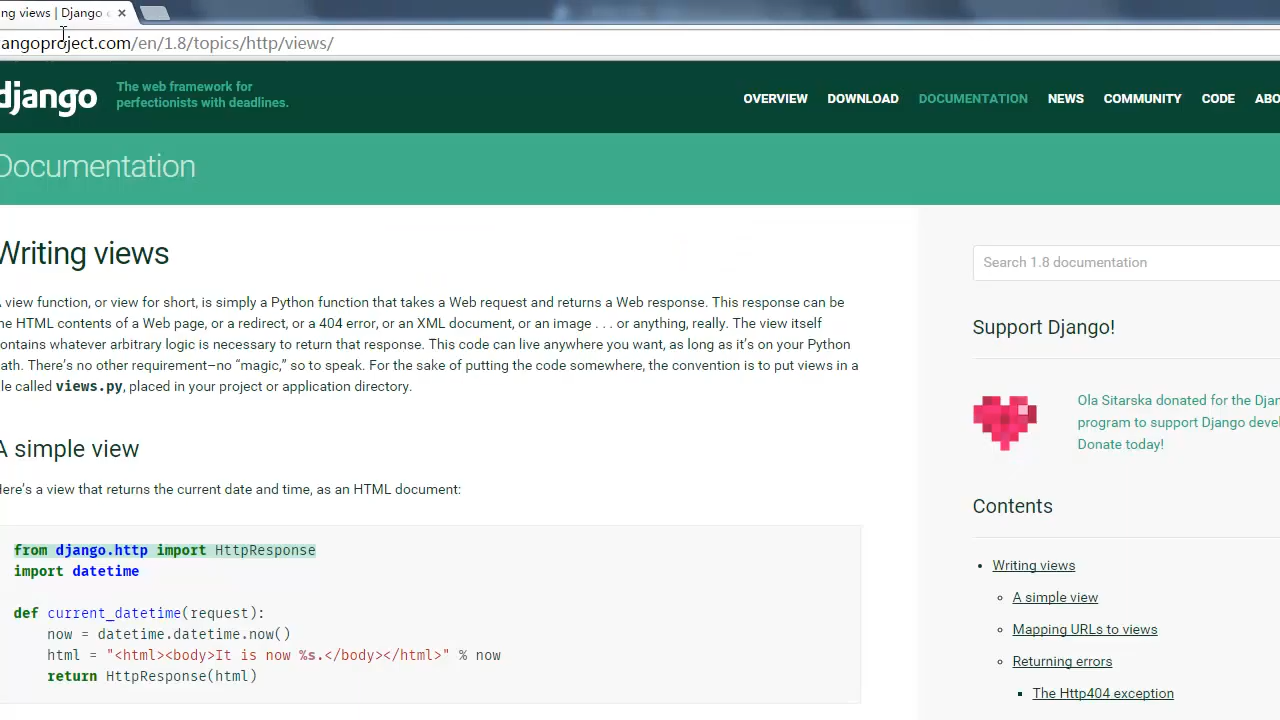 ng views | Django
angoproject.com/en/1.8/topics/http/views/
django
The web framework for
perfectionists with deadlines.
OVERVIEW DOWNLOAD DOCUMENTATION NEWS COMMUNITY CODE ABO
Documentation
Writing views
view function, or view for short, is simply a Python function that takes a Web request and returns a Web response. This response can be
he HTML contents of a Web page, or a redirect, or a 404 error, or an XML document, or an image . . . or anything, really. The view itself
ontains whatever arbitrary logic is necessary to return that response. This code can live anywhere you want, as long as it’s on your Python
ath. There’s no other requirement–no “magic,” so to speak. For the sake of putting the code somewhere, the convention is to put views in a
le called views.py, placed in your project or application directory.
A simple view
Here’s a view that returns the current date and time, as an HTML document:
from django.http import HttpResponse
import datetime
def current_datetime(request):
    now = datetime.datetime.now()
    html = "<html><body>It is now %s.</body></html>" % now
    return HttpResponse(html)
Search 1.8 documentation
Support Django!
Ola Sitarska donated for the Djan
program to support Django devel
Donate today!
Contents
Writing views
A simple view
Mapping URLs to views
Returning errors
The Http404 exception